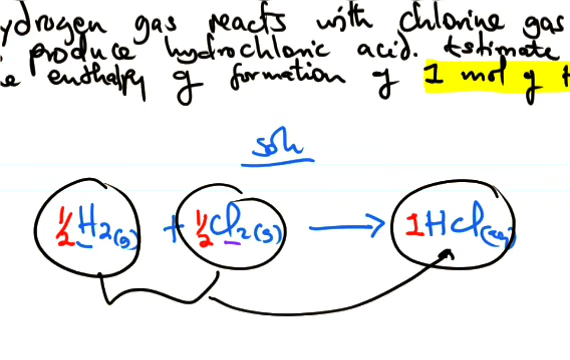 ydrogen gas reacts with chlorine gas
produce hydrochloric acid. Estimate
e enthalpy of formation of 1 mol of H
soln
½H2(g) + ½Cl2(g) → 1HCl(aq)